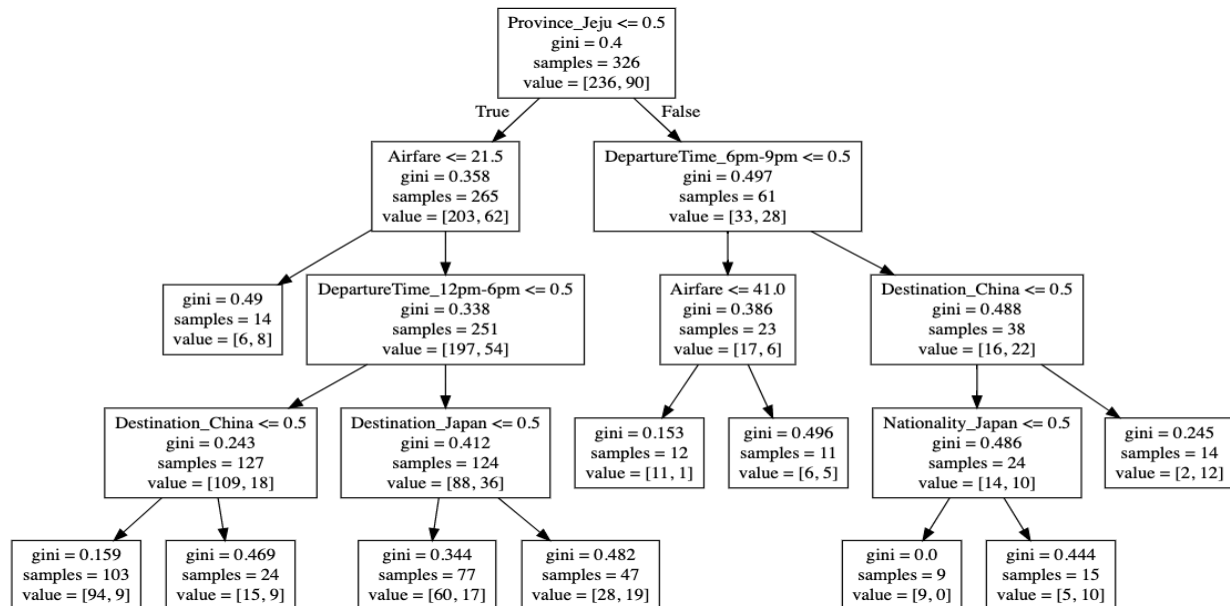 Province_Jeju <= 0.5
gini = 0.4
samples = 326
value = [236, 90]
True
False
Airfare <= 21.5
gini = 0.358
samples = 265
value = [203, 62]
DepartureTime_6pm-9pm <= 0.5
gini = 0.497
samples = 61
value = [33, 28]
gini = 0.49
samples = 14
value = [6, 8]
DepartureTime_12pm-6pm <= 0.5
gini = 0.338
samples = 251
value = [197, 54]
Airfare <= 41.0
gini = 0.386
samples = 23
value = [17, 6]
Destination_China <= 0.5
gini = 0.488
samples = 38
value = [16, 22]
Destination_China <= 0.5
gini = 0.243
samples = 127
value = [109, 18]
Destination_Japan <= 0.5
gini = 0.412
samples = 124
value = [88, 36]
gini = 0.153
samples = 12
value = [11, 1]
gini = 0.496
samples = 11
value = [6, 5]
Nationality_Japan <= 0.5
gini = 0.486
samples = 24
value = [14, 10]
gini = 0.245
samples = 14
value = [2, 12]
gini = 0.159
samples = 103
value = [94, 9]
gini = 0.469
samples = 24
value = [15, 9]
gini = 0.344
samples = 77
value = [60, 17]
gini = 0.482
samples = 47
value = [28, 19]
gini = 0.0
samples = 9
value = [9, 0]
gini = 0.444
samples = 15
value = [5, 10]